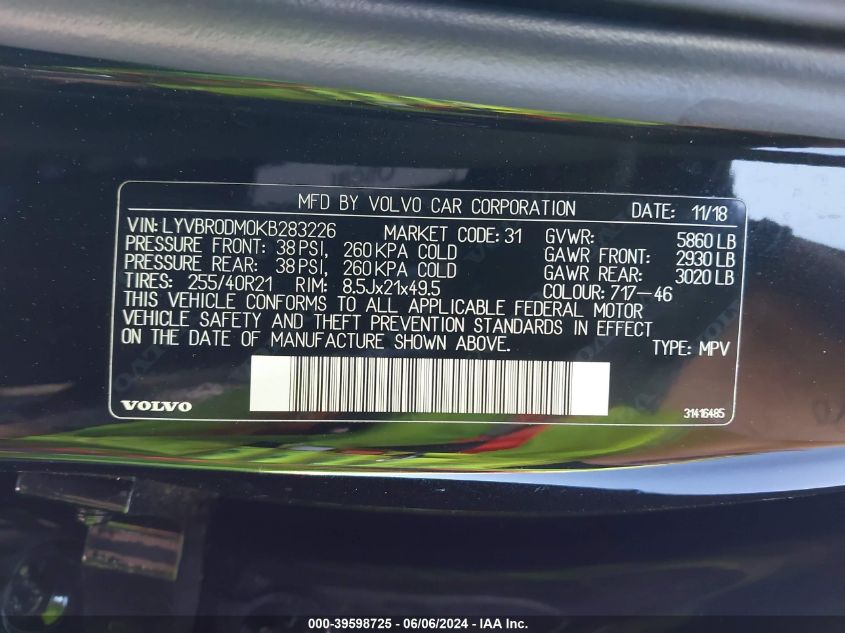 MFD BY VOLVO CAR CORPORATION DATE: 11/18
VIN: LYVBR0DM0KB283226 MARKET CODE: 31 GVWR: 5860 LB
PRESSURE FRONT: 38 PSI, 260 KPA COLD GAWR FRONT: 2930 LB
PRESSURE REAR: 38 PSI, 260 KPA COLD GAWR REAR: 3020 LB
TIRES: 255/40R21 RIM: 8.5Jx21x49.5 COLOUR: 717-46
THIS VEHICLE CONFORMS TO ALL APPLICABLE FEDERAL MOTOR
VEHICLE SAFETY AND THEFT PREVENTION STANDARDS IN EFFECT
ON THE DATE OF MANUFACTURE SHOWN ABOVE. TYPE: MPV
VOLVO 31416485
000-39598725 - 06/06/2024 - IAA Inc.